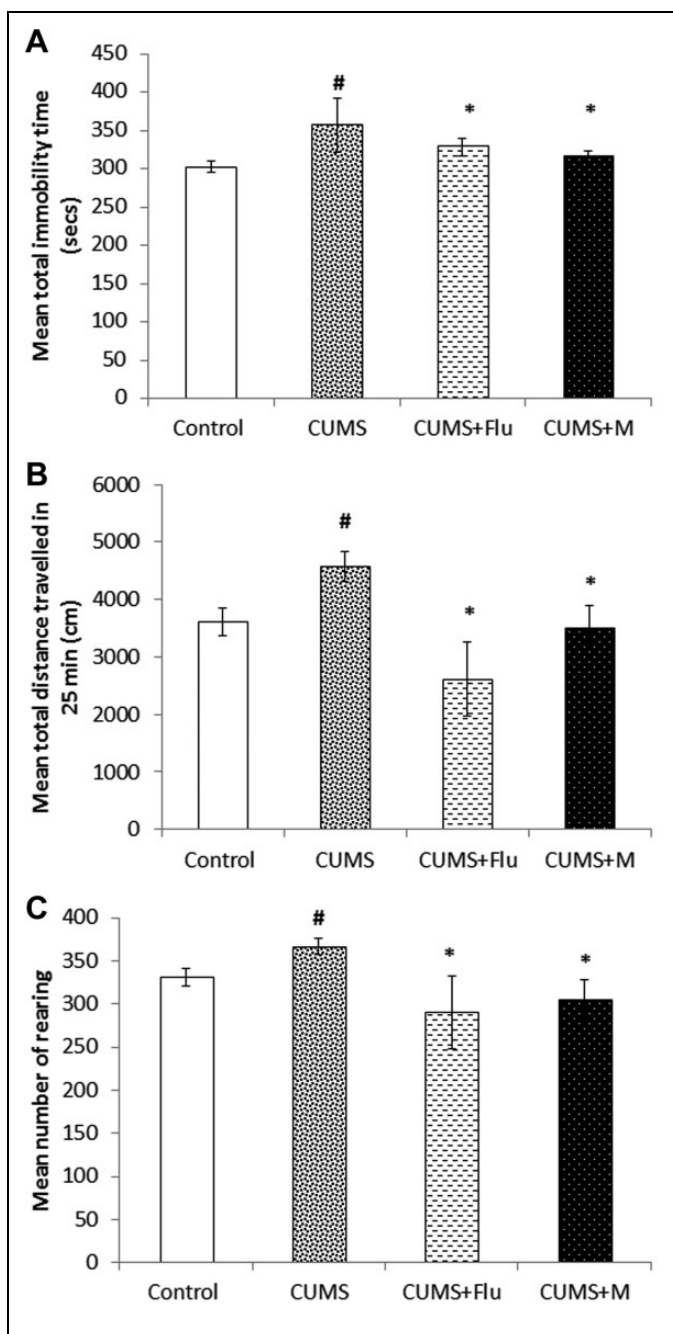 A
Mean total immobility time
(secs)
450
400
350
300
250
200
150
100
50
0
#
*
*
Control
CUMS
CUMS+Flu
CUMS+M
B
Mean total distance travelled in
25 min (cm)
6000
5000
4000
3000
2000
1000
0
#
*
*
Control
CUMS
CUMS+Flu
CUMS+M
C
Mean number of rearing
400
350
300
250
200
150
100
50
0
#
*
*
Control
CUMS
CUMS+Flu
CUMS+M